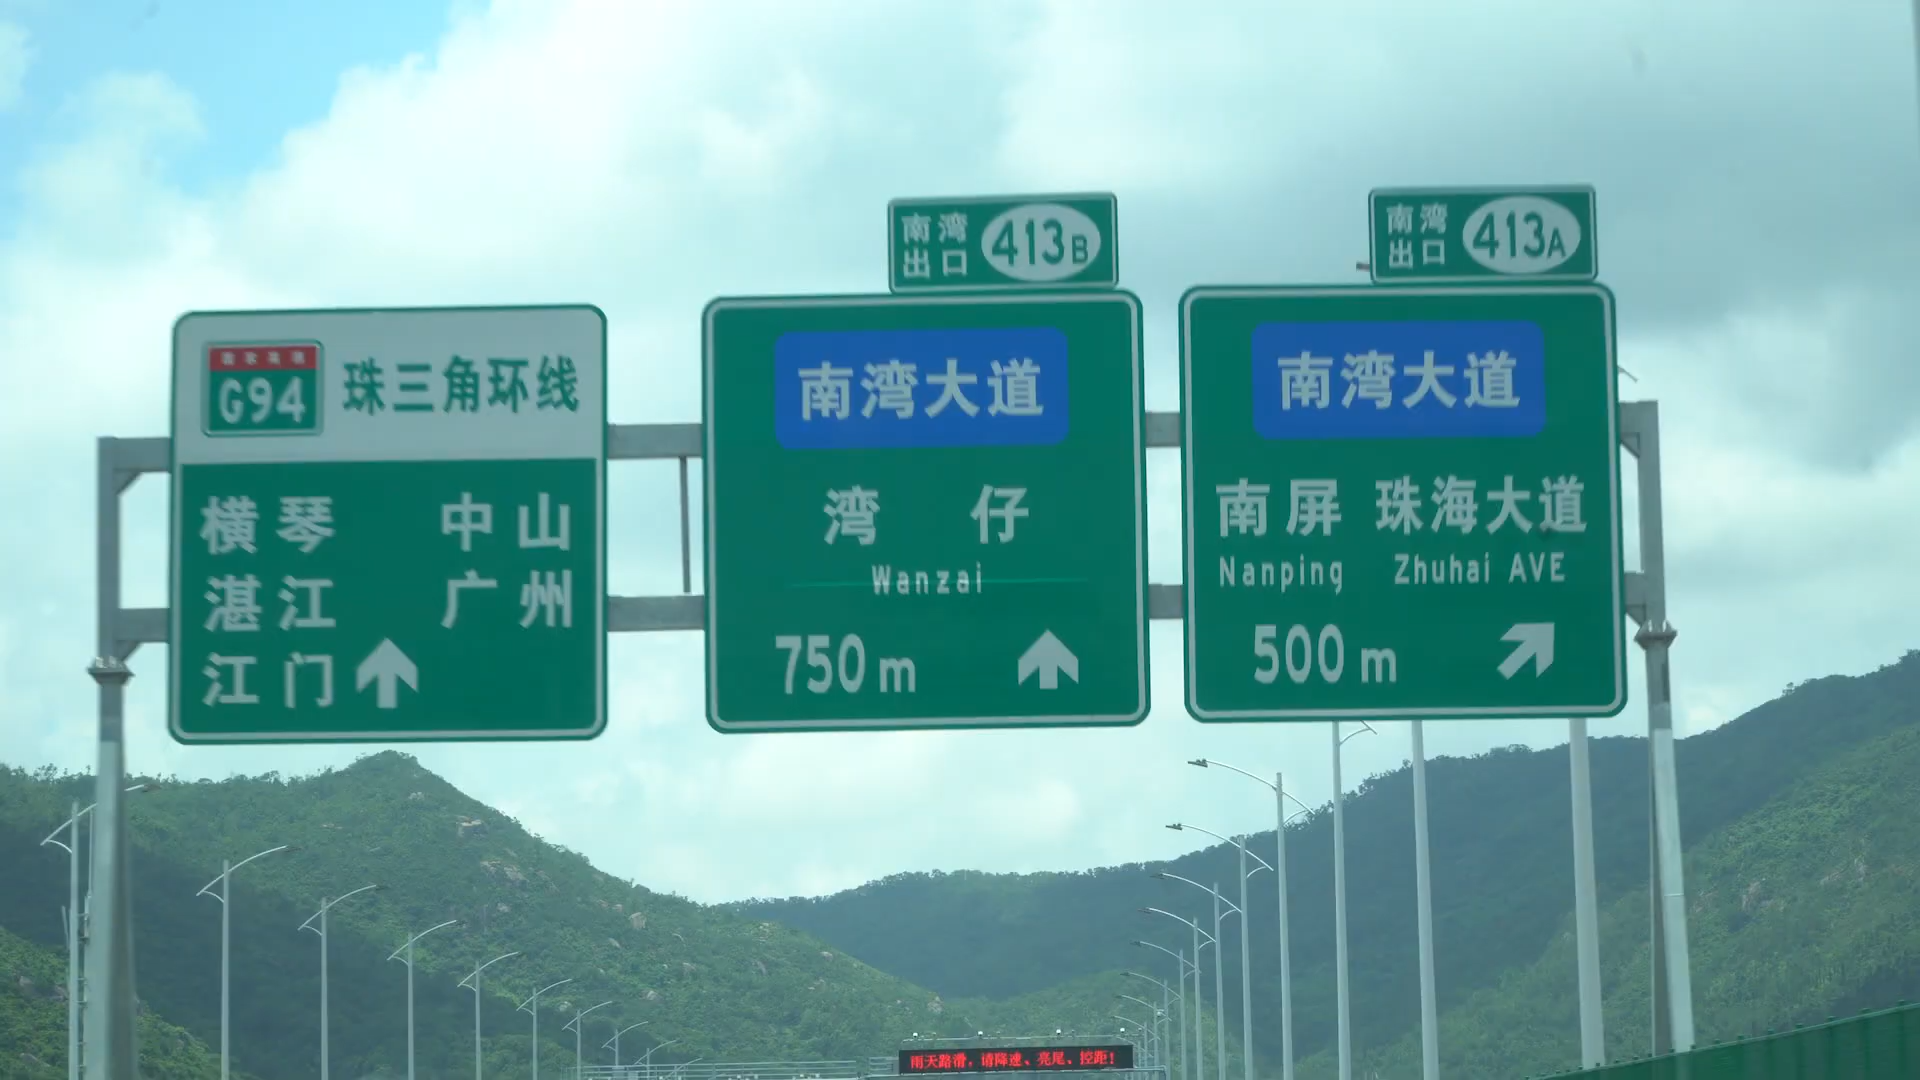 国家高速
G94
珠三角环线
横琴 中山
湛江 广州
江门
南湾
出口
413B
南湾大道
湾仔
Wanzai
750m
南湾
出口
413A
南湾大道
南屏 珠海大道
Nanping Zhuhai AVE
500m
雨天路滑，请降速、亮尾、控距！